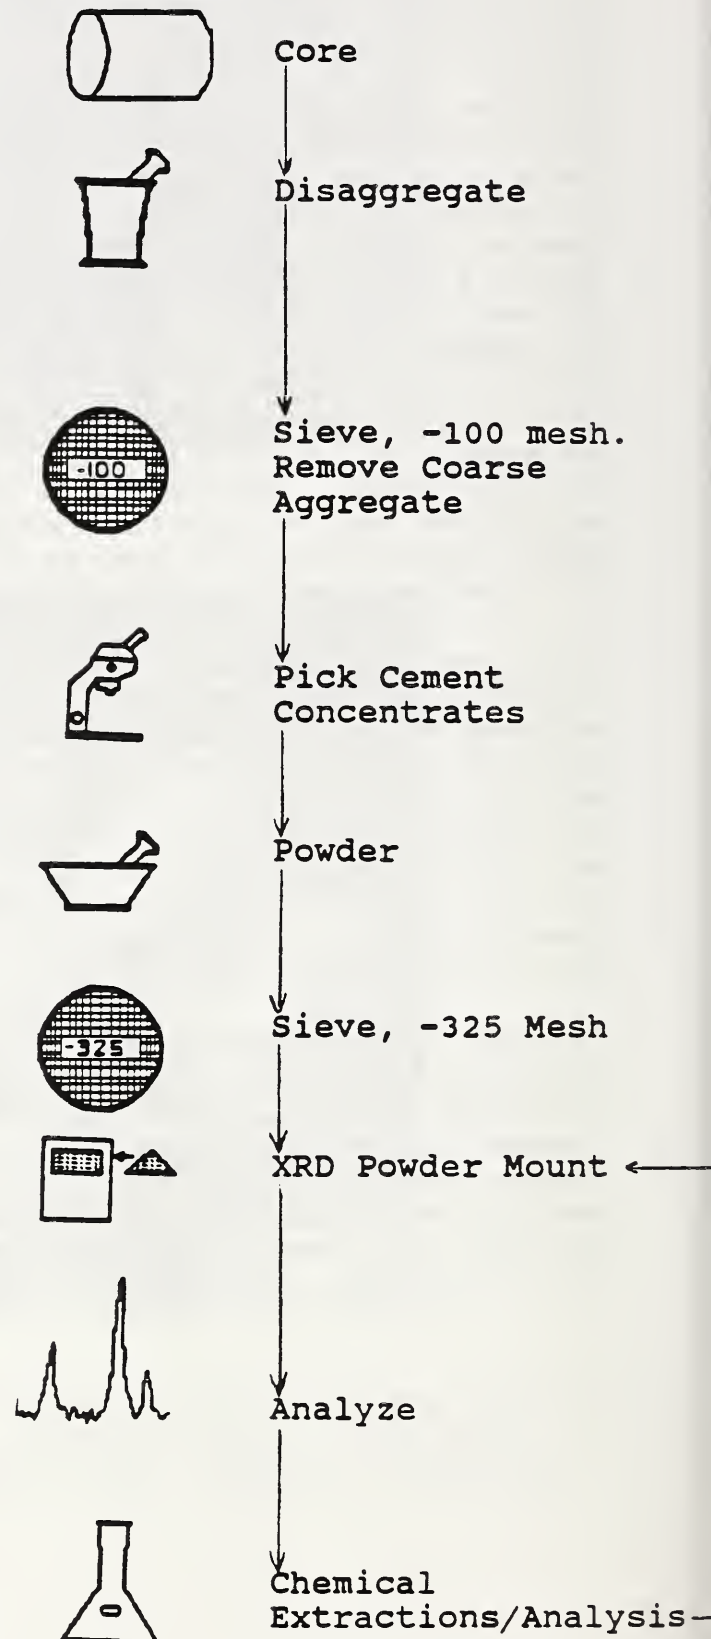 Core
Disaggregate
Sieve, -100 mesh.
-100
Remove Coarse
Aggregate
Pick Cement
Concentrates
Powder
Sieve, -325 Mesh
-325
XRD Powder Mount
Analyze
Chemical
Extractions/Analysis